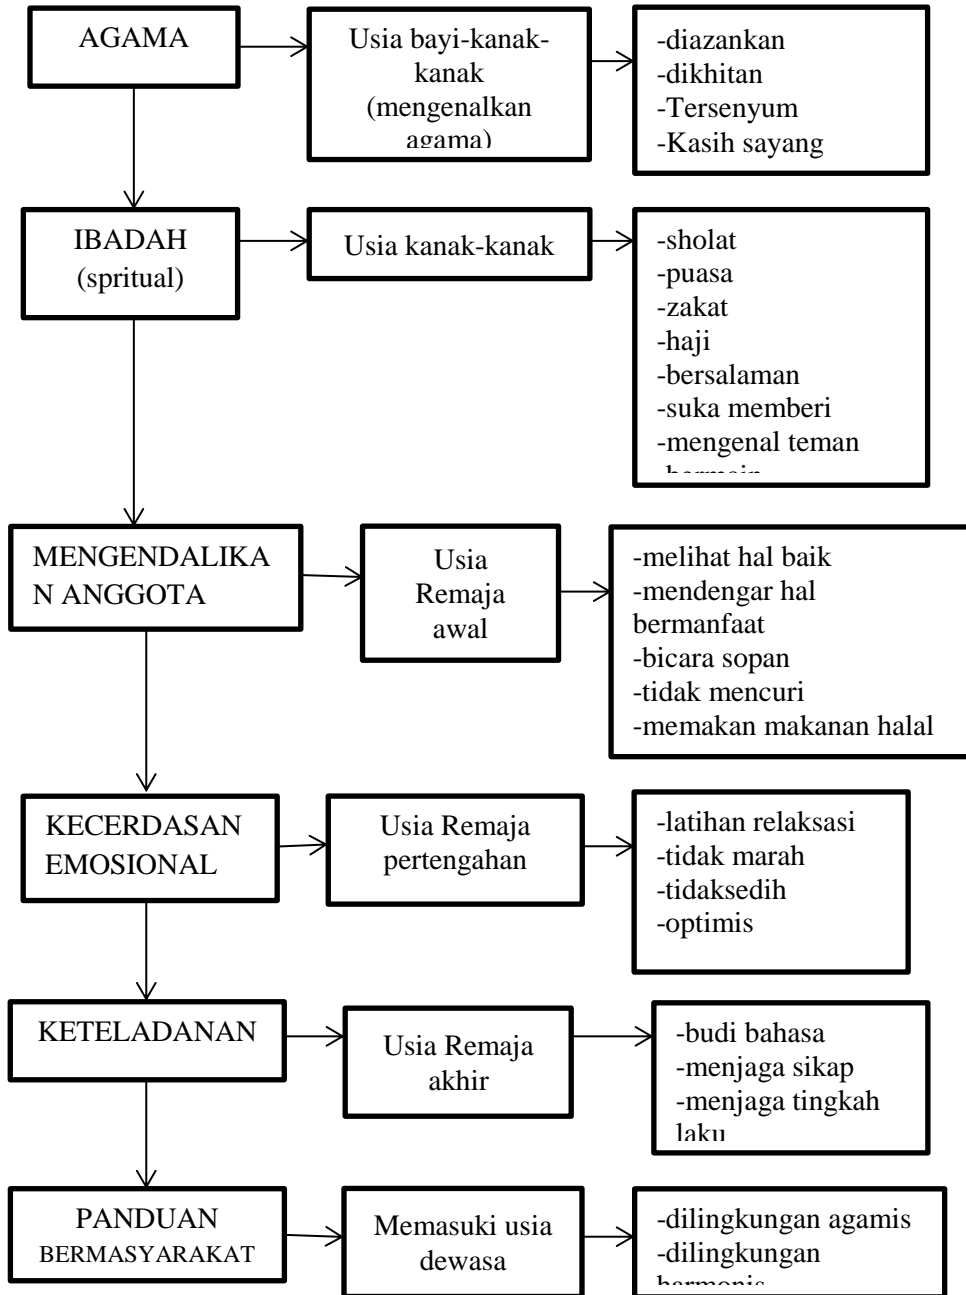 AGAMA
Usia bayi-kanak-
kanak
(mengenalkan
agama)
-diazankan
-dikhitan
-Tersenyum
-Kasih sayang
IBADAH
(spritual)
Usia kanak-kanak
-sholat
-puasa
-zakat
-haji
-bersalaman
-suka memberi
-mengenal teman
MENGENDALIKA
N ANGGOTA
Usia
Remaja
awal
-melihat hal baik
-mendengar hal
bermanfaat
-bicara sopan
-tidak mencuri
-memakan makanan halal
KECERDASAN
EMOSIONAL
Usia Remaja
pertengahan
-latihan relaksasi
-tidak marah
-tidaksedih
-optimis
KETELADANAN
Usia Remaja
akhir
-budi bahasa
-menjaga sikap
-menjaga tingkah
laku
PANDUAN
BERMASYARAKAT
Memasuki usia
dewasa
-dilingkungan agamis
-dilingkungan